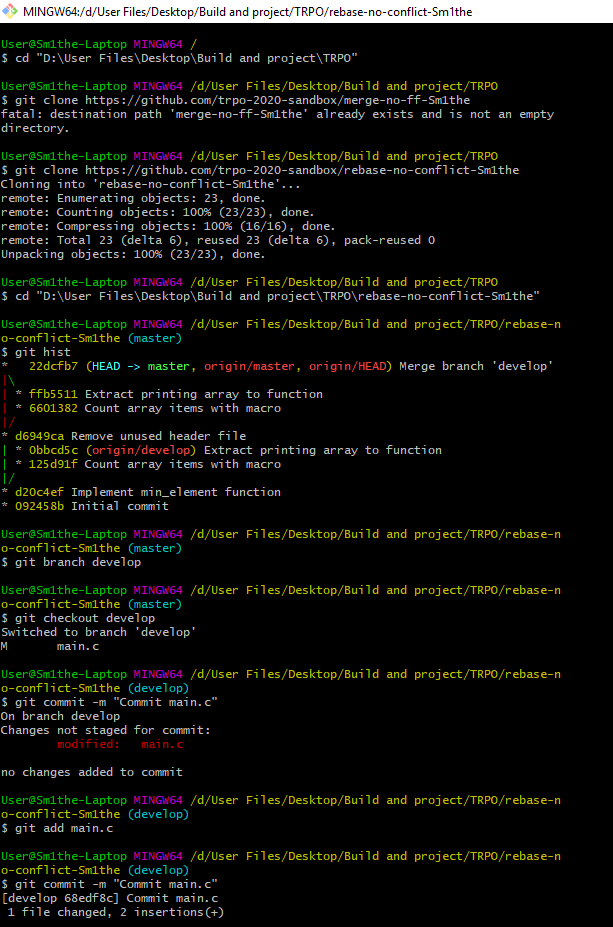 MINGW64:/d/User Files/Desktop/Build and project/TRPO/rebase-no-conflict-Sm1the
User@Sm1the-Laptop MINGW64 /
$ cd "D:\User Files\Desktop\Build and project\TRPO"
User@Sm1the-Laptop MINGW64 /d/User Files/Desktop/Build and project/TRPO
$ git clone https://github.com/trpo-2020-sandbox/merge-no-ff-Sm1the
fatal: destination path 'merge-no-ff-Sm1the' already exists and is not an empty
directory.
User@Sm1the-Laptop MINGW64 /d/User Files/Desktop/Build and project/TRPO
$ git clone https://github.com/trpo-2020-sandbox/rebase-no-conflict-Sm1the
Cloning into 'rebase-no-conflict-Sm1the'...
remote: Enumerating objects: 23, done.
remote: Counting objects: 100% (23/23), done.
remote: Compressing objects: 100% (16/16), done.
remote: Total 23 (delta 6), reused 23 (delta 6), pack-reused 0
Unpacking objects: 100% (23/23), done.
User@Sm1the-Laptop MINGW64 /d/User Files/Desktop/Build and project/TRPO
$ cd "D:\User Files\Desktop\Build and project\TRPO\rebase-no-conflict-Sm1the"
User@Sm1the-Laptop MINGW64 /d/User Files/Desktop/Build and project/TRPO/rebase-n
o-conflict-Sm1the (master)
$ git hist
*   22dcfb7 (HEAD -> master, origin/master, origin/HEAD) Merge branch 'develop'
|\
| * ffb5511 Extract printing array to function
| * 6601382 Count array items with macro
|/
* d6949ca Remove unused header file
| * 0bbcd5c (origin/develop) Extract printing array to function
| * 125d91f Count array items with macro
|/
* d20c4ef Implement min_element function
* 092458b Initial commit
User@Sm1the-Laptop MINGW64 /d/User Files/Desktop/Build and project/TRPO/rebase-n
o-conflict-Sm1the (master)
$ git branch develop
User@Sm1the-Laptop MINGW64 /d/User Files/Desktop/Build and project/TRPO/rebase-n
o-conflict-Sm1the (master)
$ git checkout develop
Switched to branch 'develop'
M       main.c
User@Sm1the-Laptop MINGW64 /d/User Files/Desktop/Build and project/TRPO/rebase-n
o-conflict-Sm1the (develop)
$ git commit -m "Commit main.c"
On branch develop
Changes not staged for commit:
        modified:   main.c
no changes added to commit
User@Sm1the-Laptop MINGW64 /d/User Files/Desktop/Build and project/TRPO/rebase-n
o-conflict-Sm1the (develop)
$ git add main.c
User@Sm1the-Laptop MINGW64 /d/User Files/Desktop/Build and project/TRPO/rebase-n
o-conflict-Sm1the (develop)
$ git commit -m "Commit main.c"
[develop 68edf8c] Commit main.c
 1 file changed, 2 insertions(+)